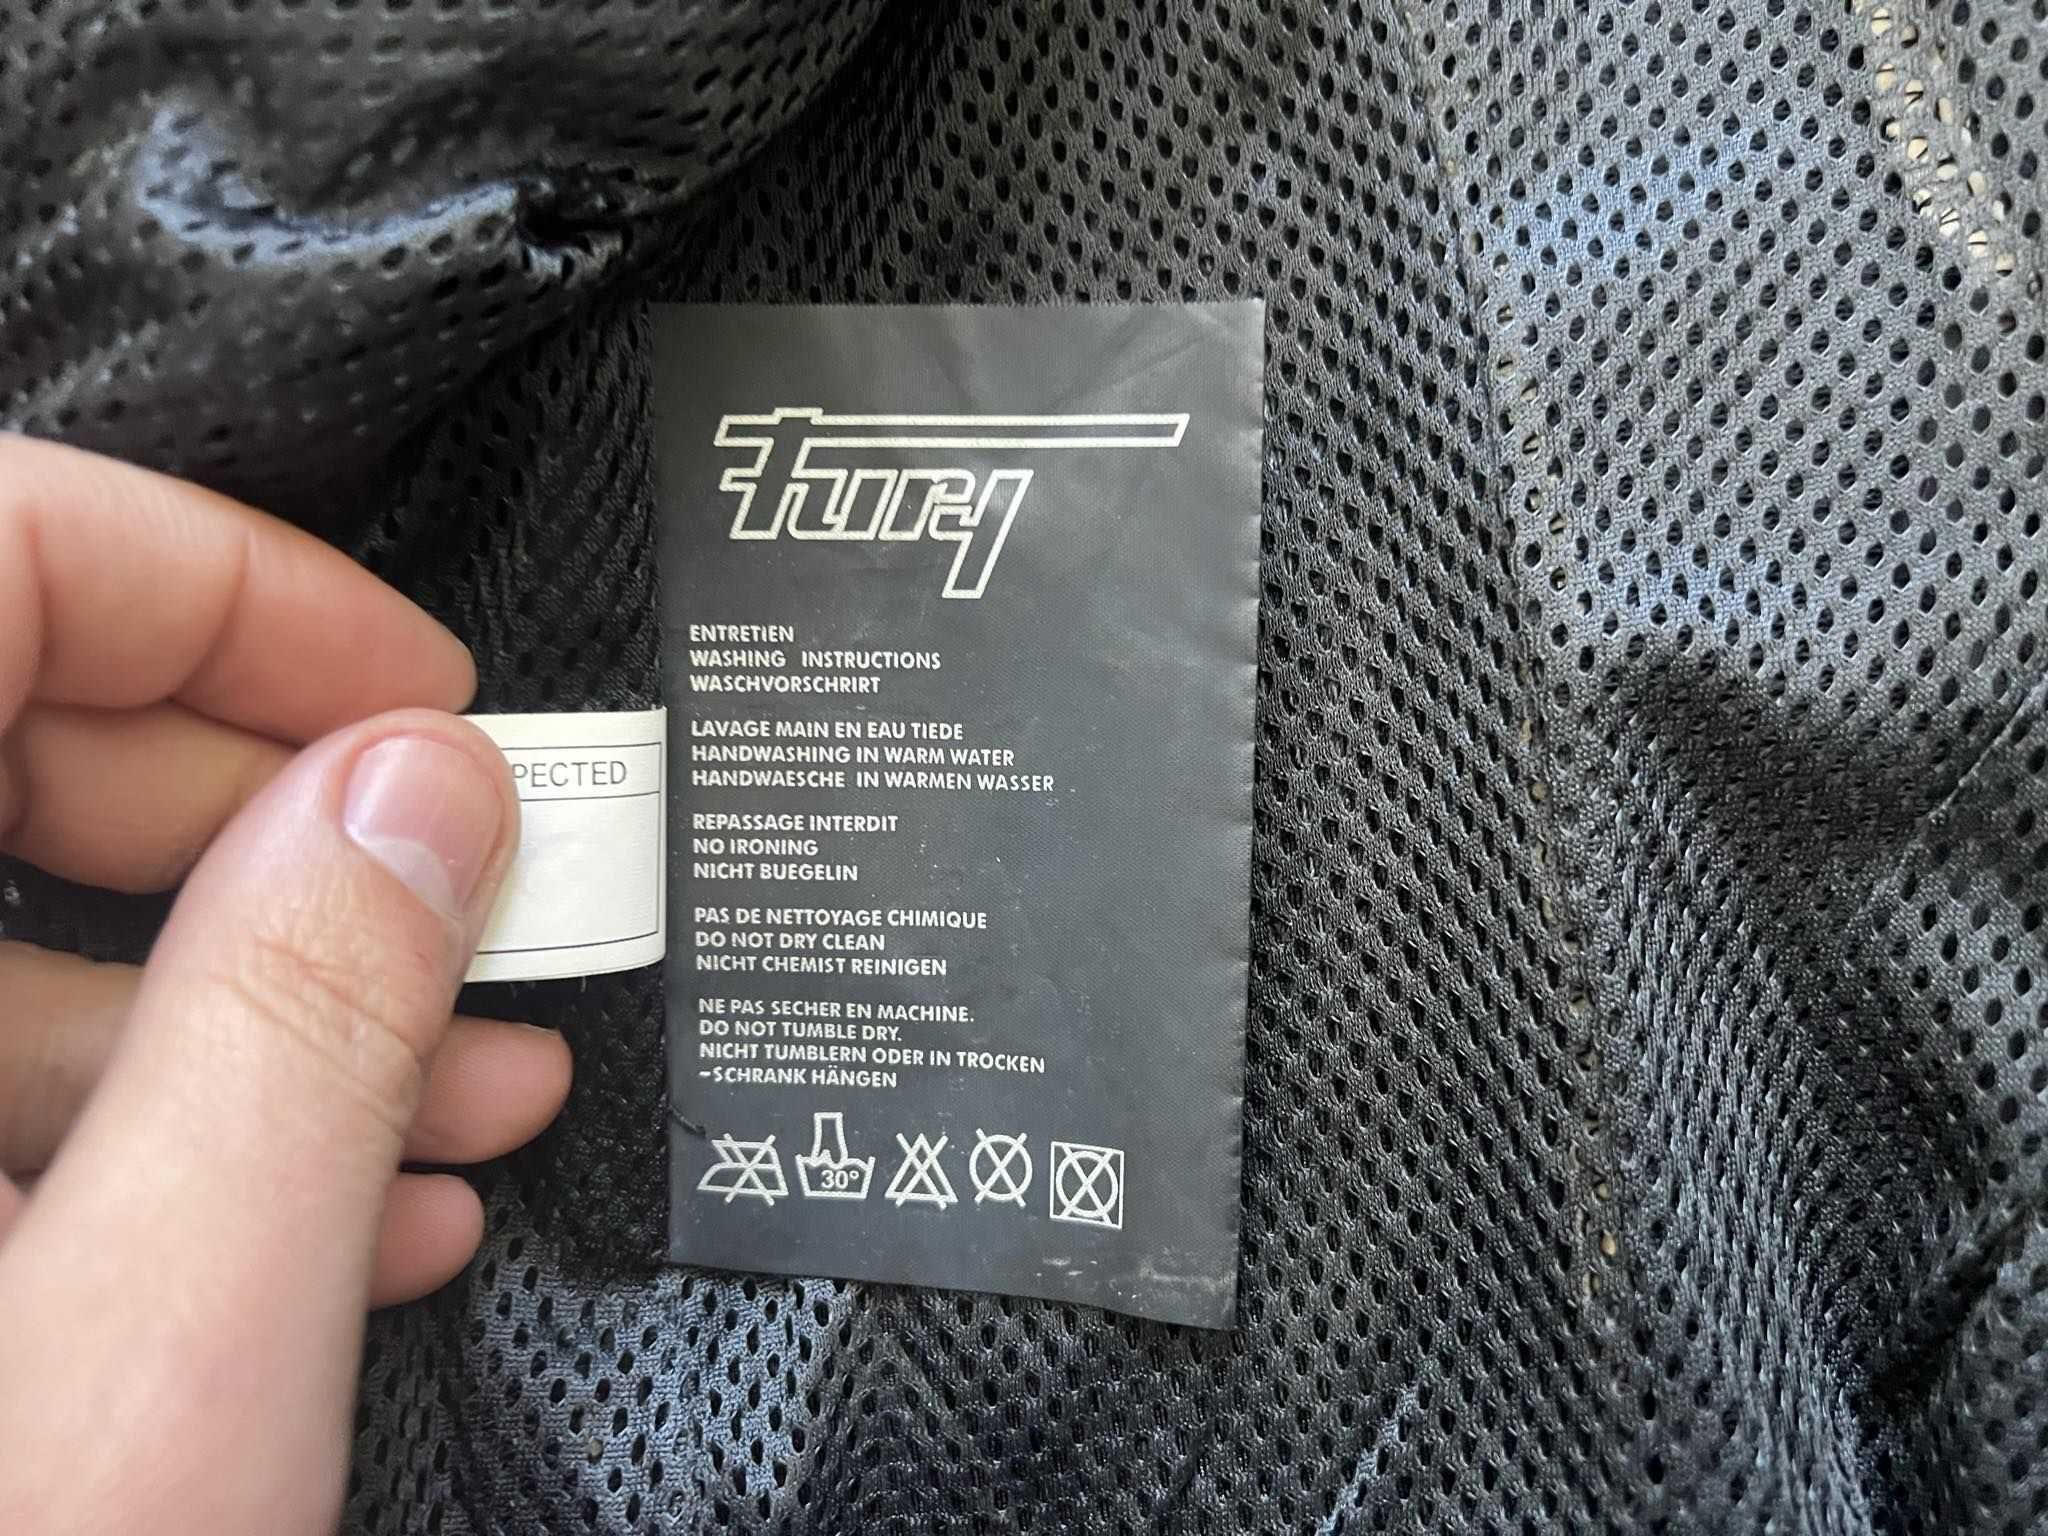 fury
ENTRETIEN
WASHING INSTRUCTIONS
WASCHVORSCHRIRT
LAVAGE MAIN EN EAU TIEDE
HANDWASHING IN WARM WATER
HANDWAESCHE IN WARMEN WASSER
PECTED
REPASSAGE INTERDIT
NO IRONING
NICHT BUEGELIN
PAS DE NETTOYAGE CHIMIQUE
DO NOT DRY CLEAN
NICHT CHEMIST REINIGEN
NE PAS SECHER EN MACHINE.
DO NOT TUMBLE DRY.
NICHT TUMBLERN ODER IN TROCKEN
-SCHRANK HÄNGEN
30°